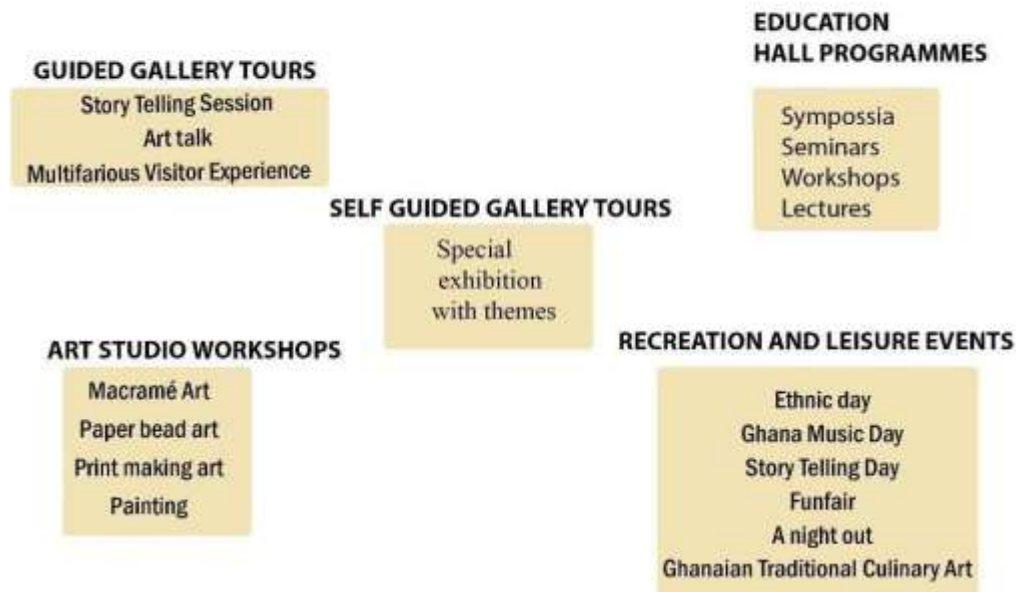 GUIDED GALLERY TOURS
Story Telling Session
Art talk
Multifarious Visitor Experience
EDUCATION
HALL PROGRAMMES
Sympossia
Seminars
Workshops
Lectures
SELF GUIDED GALLERY TOURS
Special
exhibition
with themes
ART STUDIO WORKSHOPS
Macramé Art
Paper bead art
Print making art
Painting
RECREATION AND LEISURE EVENTS
Ethnic day
Ghana Music Day
Story Telling Day
Funfair
A night out
Ghanaian Traditional Culinary Art